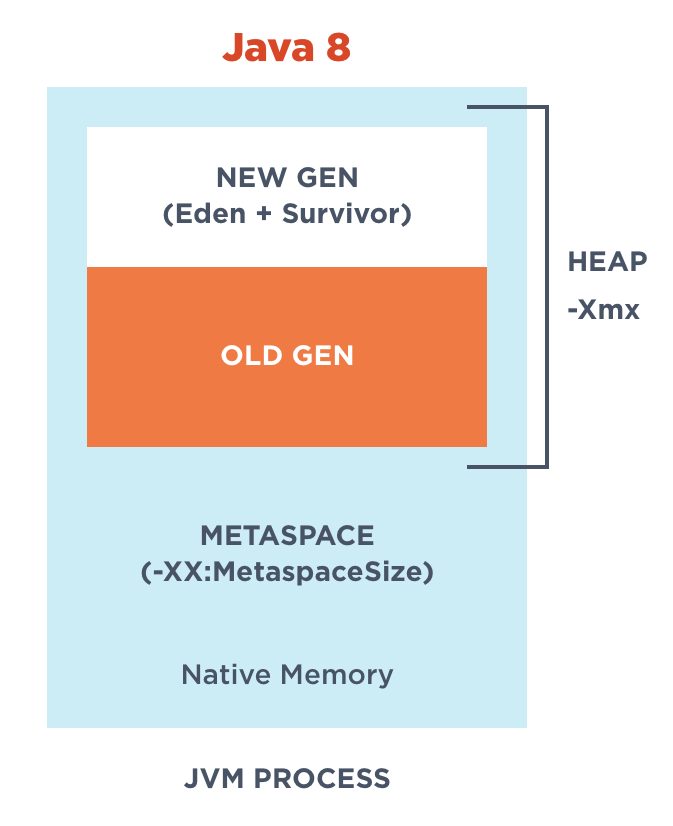 Java 8
NEW GEN
(Eden + Survivor)
HEAP
-Xmx
OLD GEN
METASPACE
(-XX:MetaspaceSize)
Native Memory
JVM PROCESS